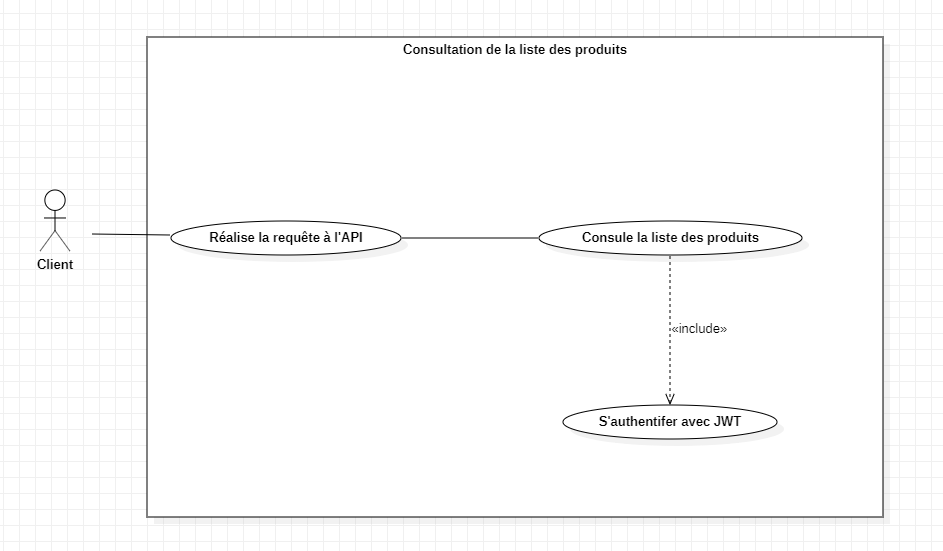 Consultation de la liste des produits
Réalise la requête à l'API
Consule la liste des produits
Client
«include»
S'authentifer avec JWT